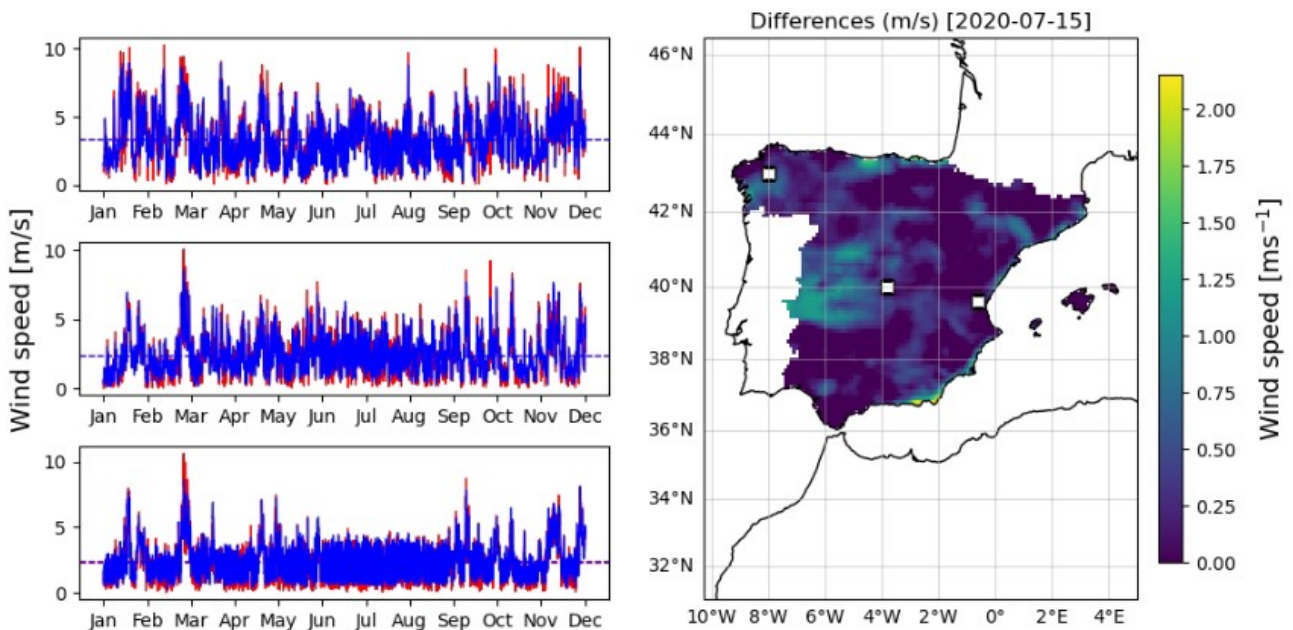 Wind speed [m/s]
10
5
0
Jan Feb Mar Apr May Jun Jul Aug Sep Oct Nov Dec
10
5
0
Jan Feb Mar Apr May Jun Jul Aug Sep Oct Nov Dec
10
5
0
Jan Feb Mar Apr May Jun Jul Aug Sep Oct Nov Dec
Differences (m/s) [2020-07-15]
46°N
44°N
42°N
40°N
38°N
36°N
34°N
32°N
10°W 8°W 6°W 4°W 2°W 0° 2°E 4°E
2.00
1.75
1.50
1.25
1.00
0.75
0.50
0.25
0.00
Wind speed [ms⁻¹]